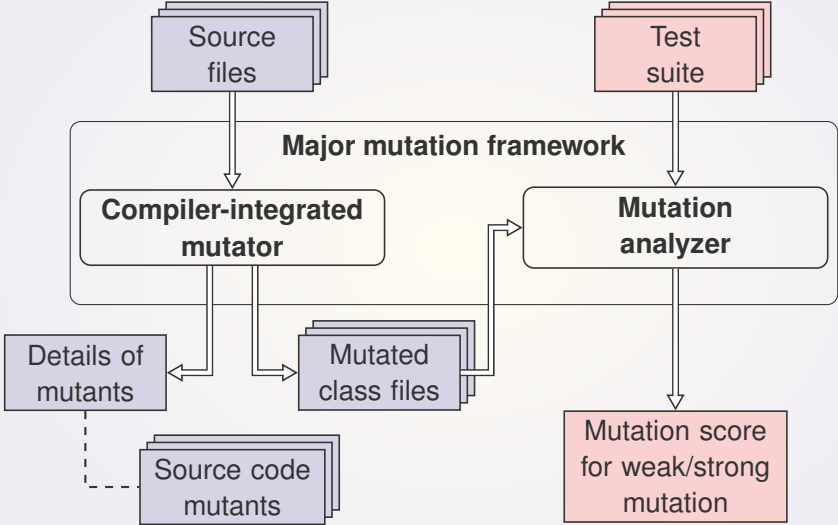 Source
files
Test
suite
Major mutation framework
Compiler-integrated
mutator
Mutation
analyzer
Details of
mutants
Mutated
class files
Source code
mutants
Mutation score
for weak/strong
mutation